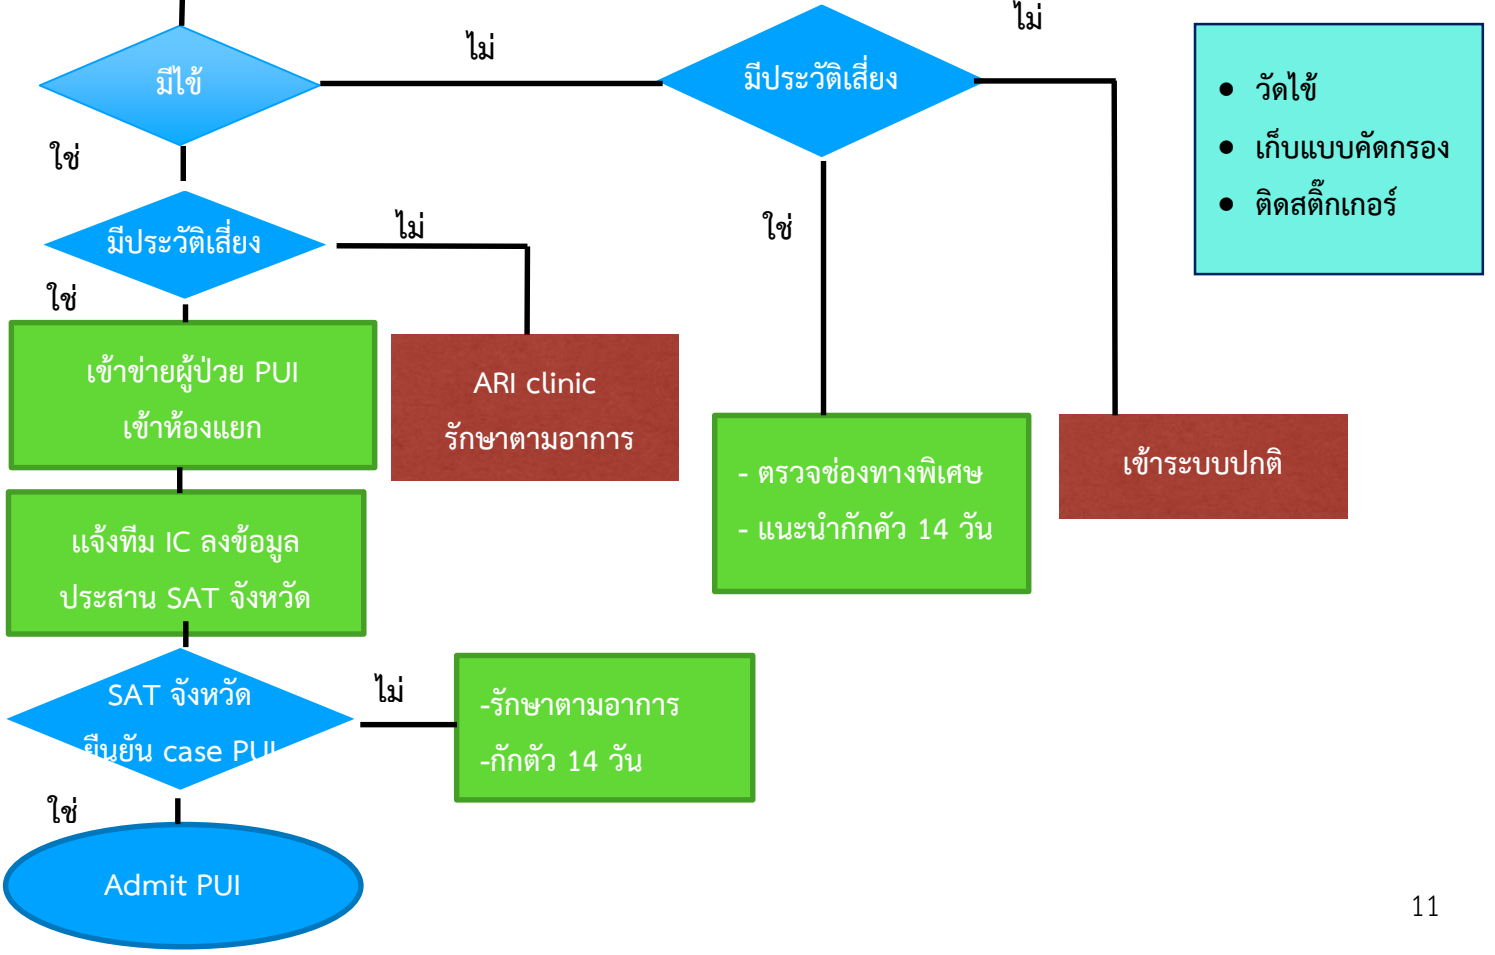 ไม่
ไม่
มีไข้
มีประวัติเสี่ยง
● วัดไข้
● เก็บแบบคัดกรอง
● ติดสติ๊กเกอร์
ใช่
มีประวัติเสี่ยง
ไม่
ใช่
ใช่
เข้าข่ายผู้ป่วย PUI
เข้าห้องแยก
ARI clinic
รักษาตามอาการ
- ตรวจช่องทางพิเศษ
- แนะนำกักคัว 14 วัน
เข้าระบบปกติ
แจ้งทีม IC ลงข้อมูล
ประสาน SAT จังหวัด
SAT จังหวัด
ยืนยัน case PUI
ไม่
-รักษาตามอาการ
-กักตัว 14 วัน
ใช่
Admit PUI
11